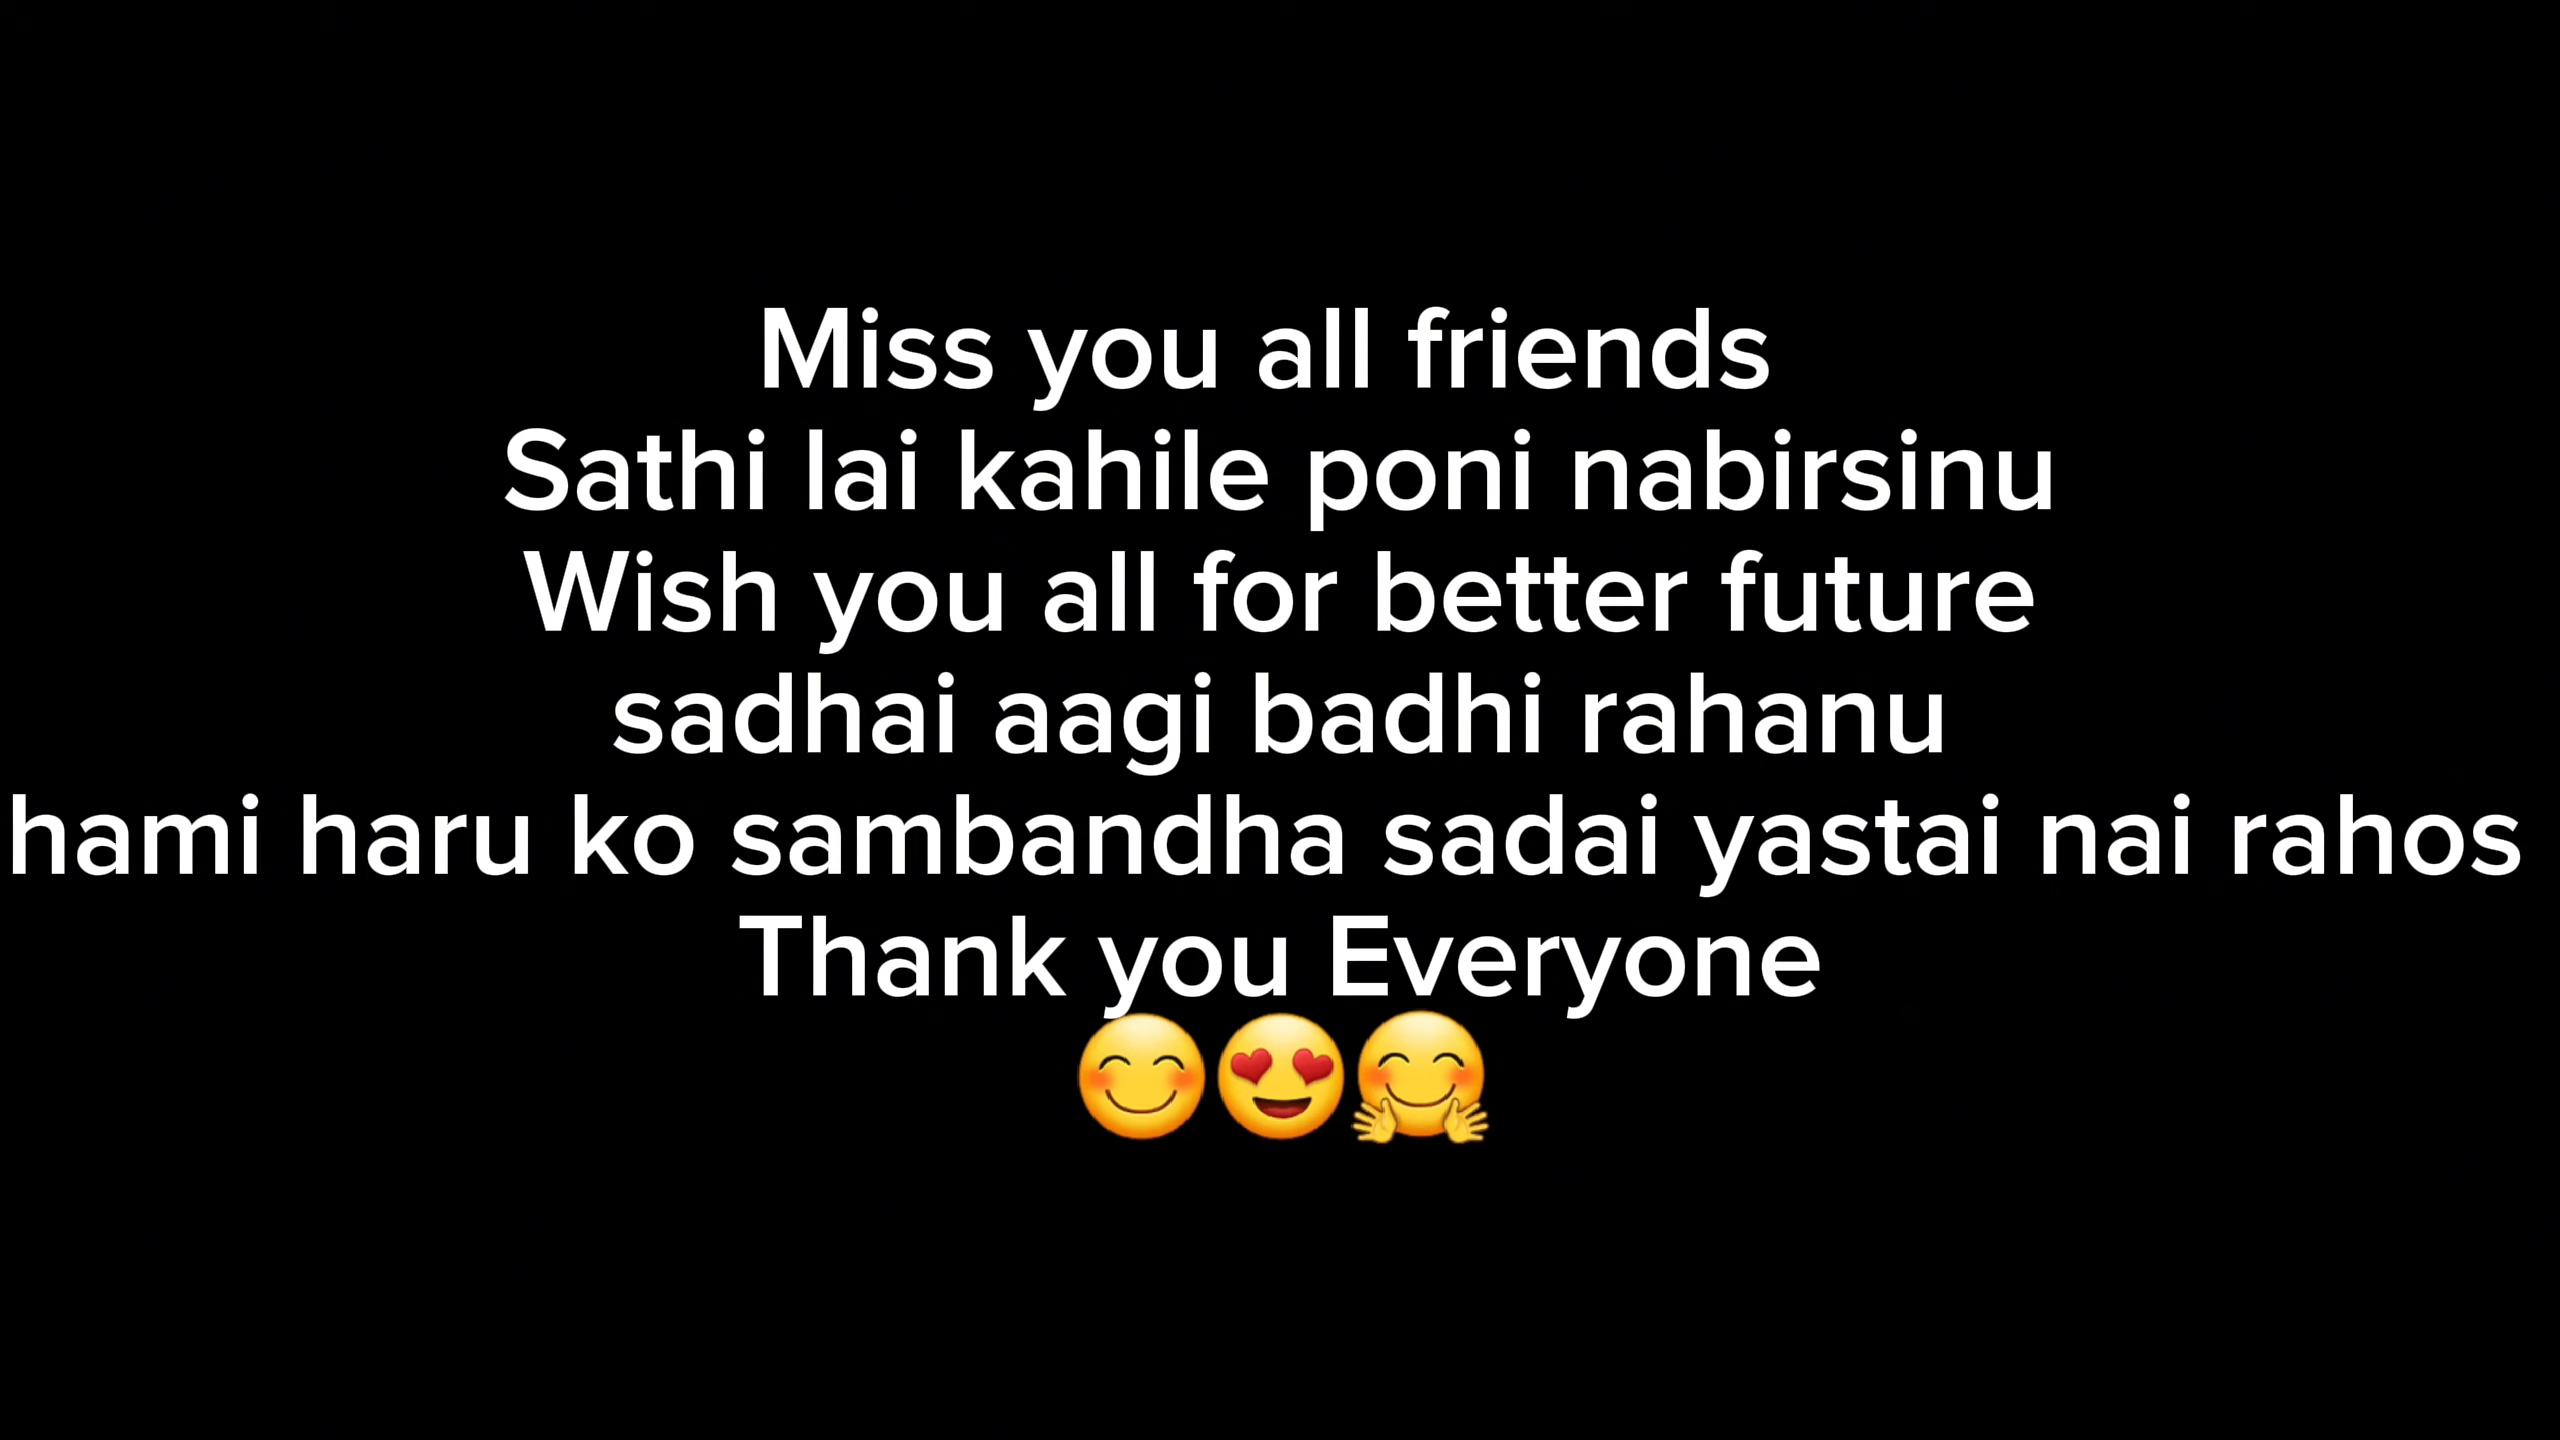 Miss you all friends
Sathi lai kahile poni nabirsinu
Wish you all for better future
sadhai aagi badhi rahanu
hami haru ko sambandha sadai yastai nai rahos
Thank you Everyone
😊😍🤗